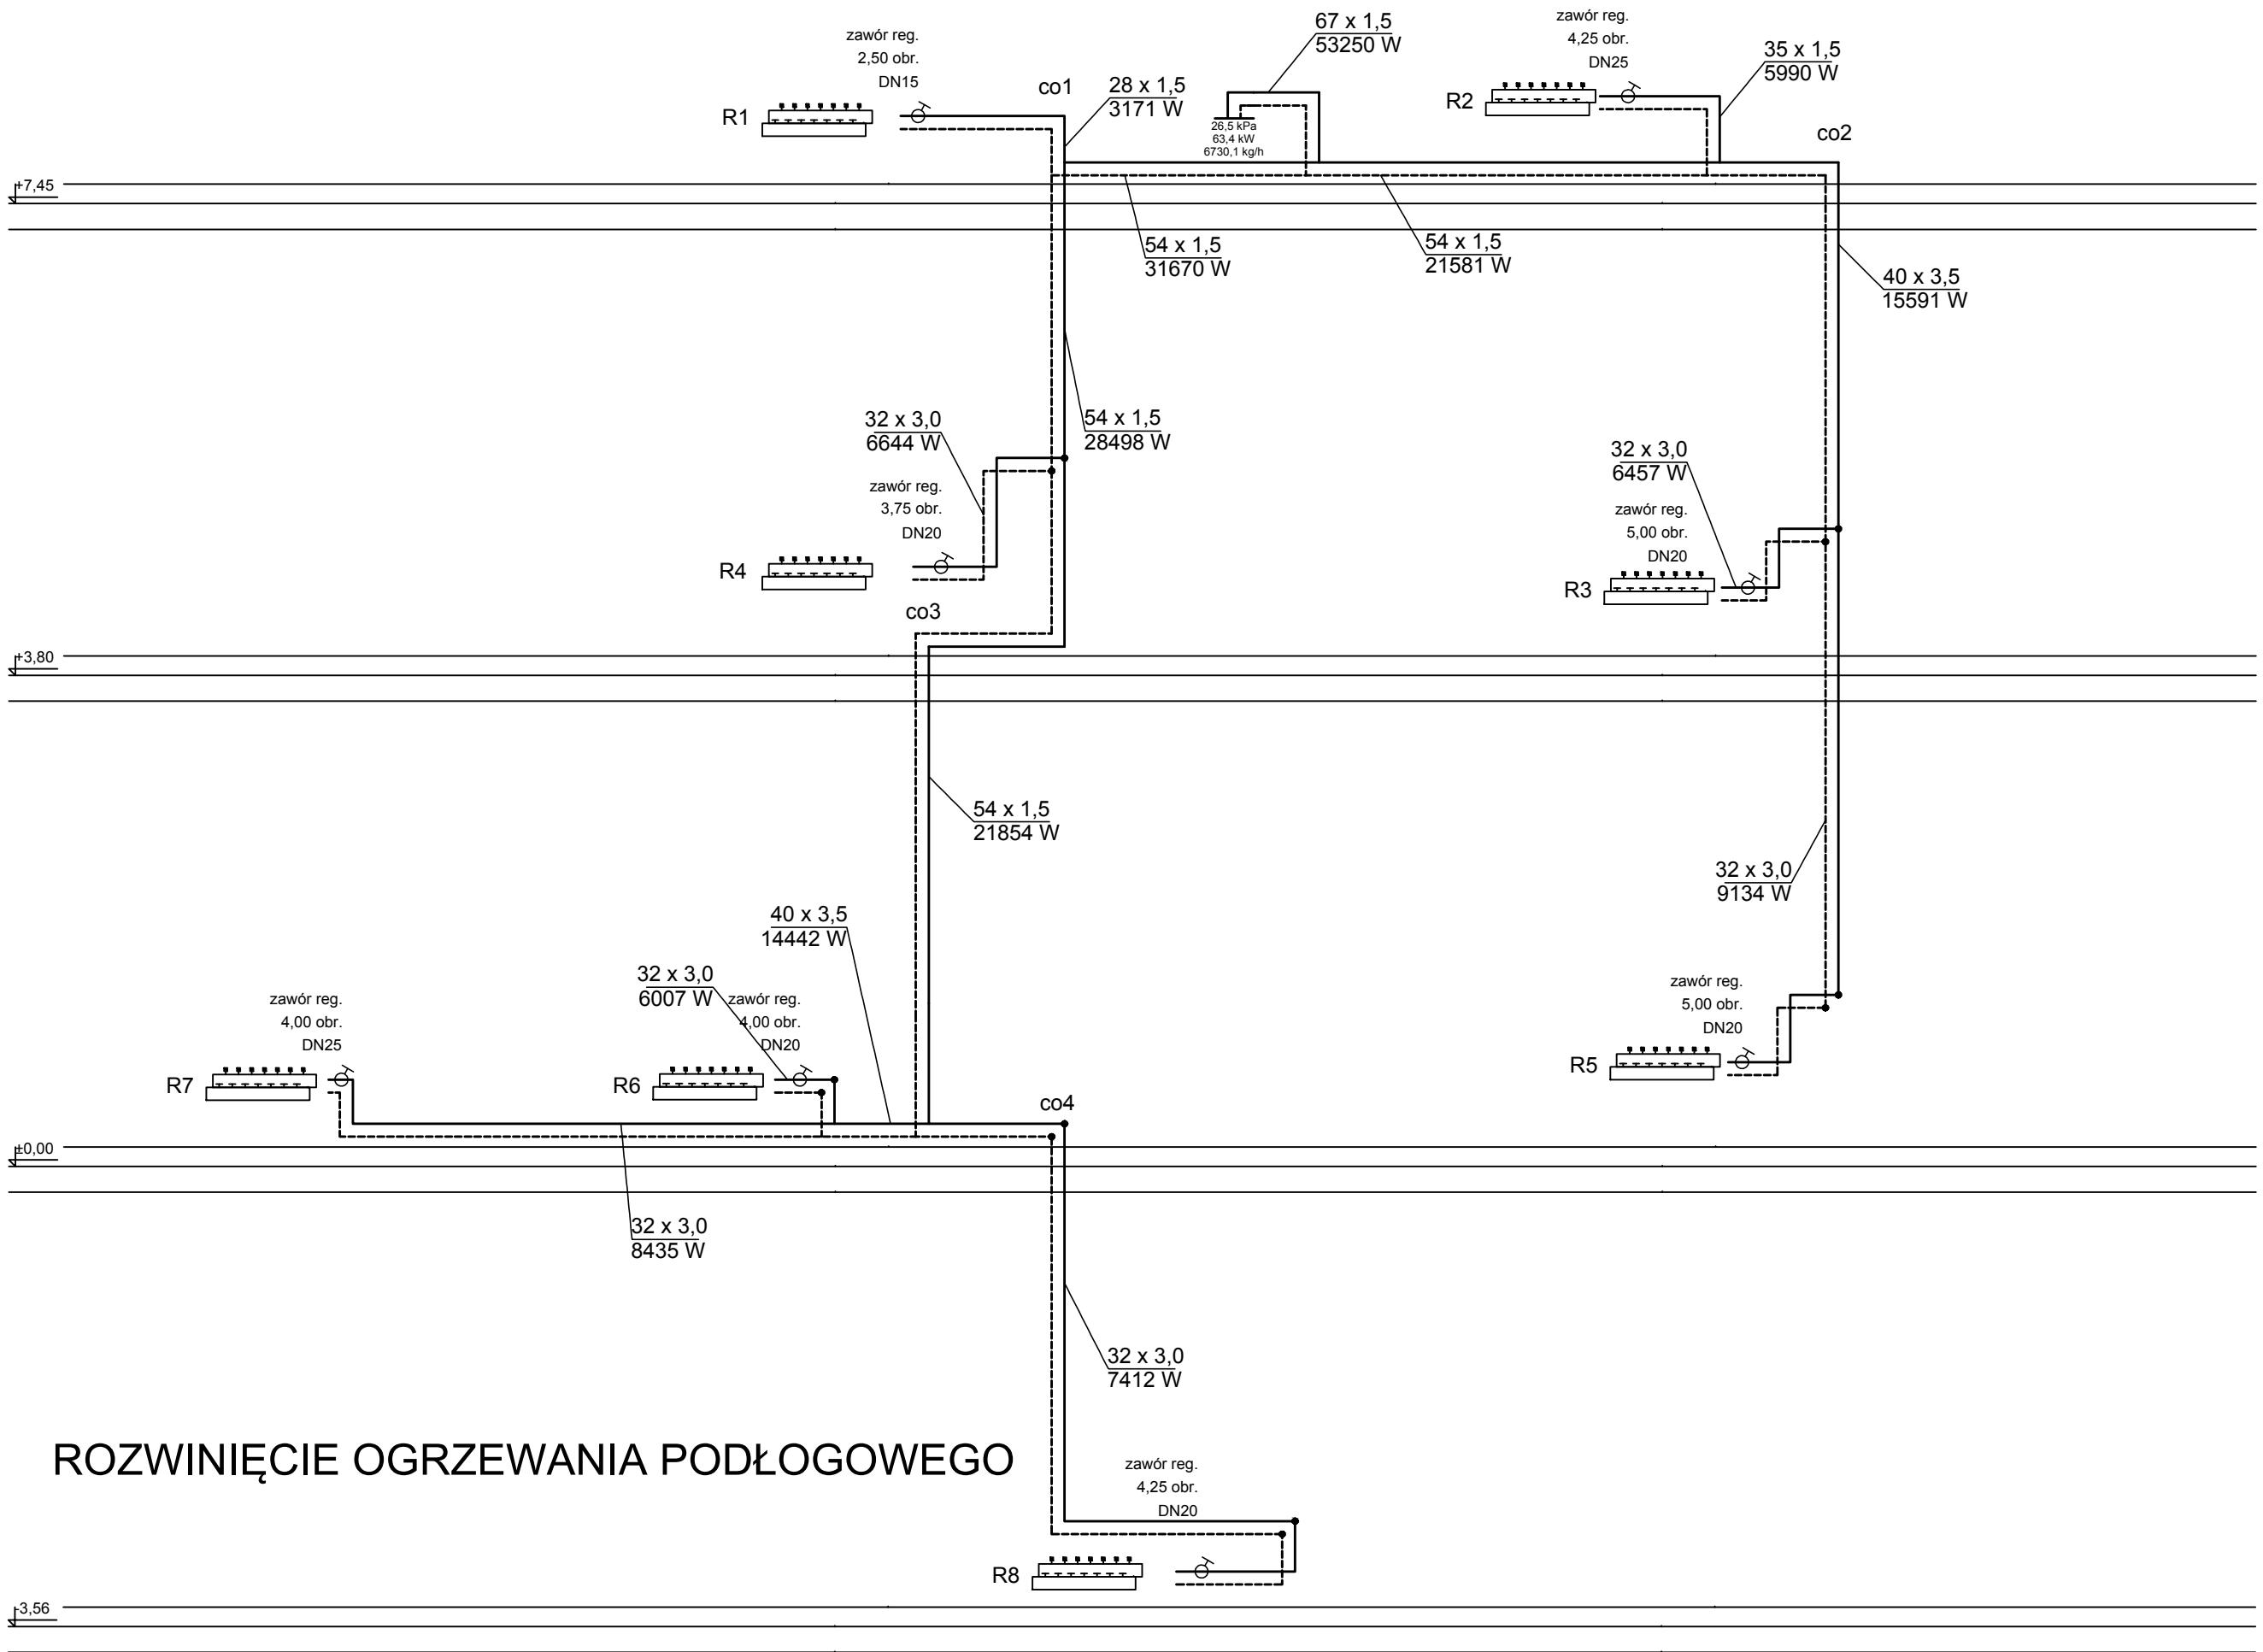 zawór reg.
2,50 obr.
DN15
R1
co1
28 x 1,5
3171 W
67 x 1,5
53250 W
26,5 kPa
63,4 kW
6730,1 kg/h
zawór reg.
4,25 obr.
DN25
R2
35 x 1,5
5990 W
co2
+7,45
54 x 1,5
31670 W
54 x 1,5
21581 W
40 x 3,5
15591 W
32 x 3,0
6644 W
54 x 1,5
28498 W
zawór reg.
3,75 obr.
DN20
R4
co3
32 x 3,0
6457 W
zawór reg.
5,00 obr.
DN20
R3
+3,80
54 x 1,5
21854 W
32 x 3,0
9134 W
40 x 3,5
14442 W
32 x 3,0
6007 W
zawór reg.
4,00 obr.
DN25
R7
zawór reg.
4,00 obr.
DN20
R6
co4
zawór reg.
5,00 obr.
DN20
R5
±0,00
32 x 3,0
8435 W
32 x 3,0
7412 W
ROZWINIĘCIE OGRZEWANIA PODŁOGOWEGO
zawór reg.
4,25 obr.
DN20
R8
-3,56